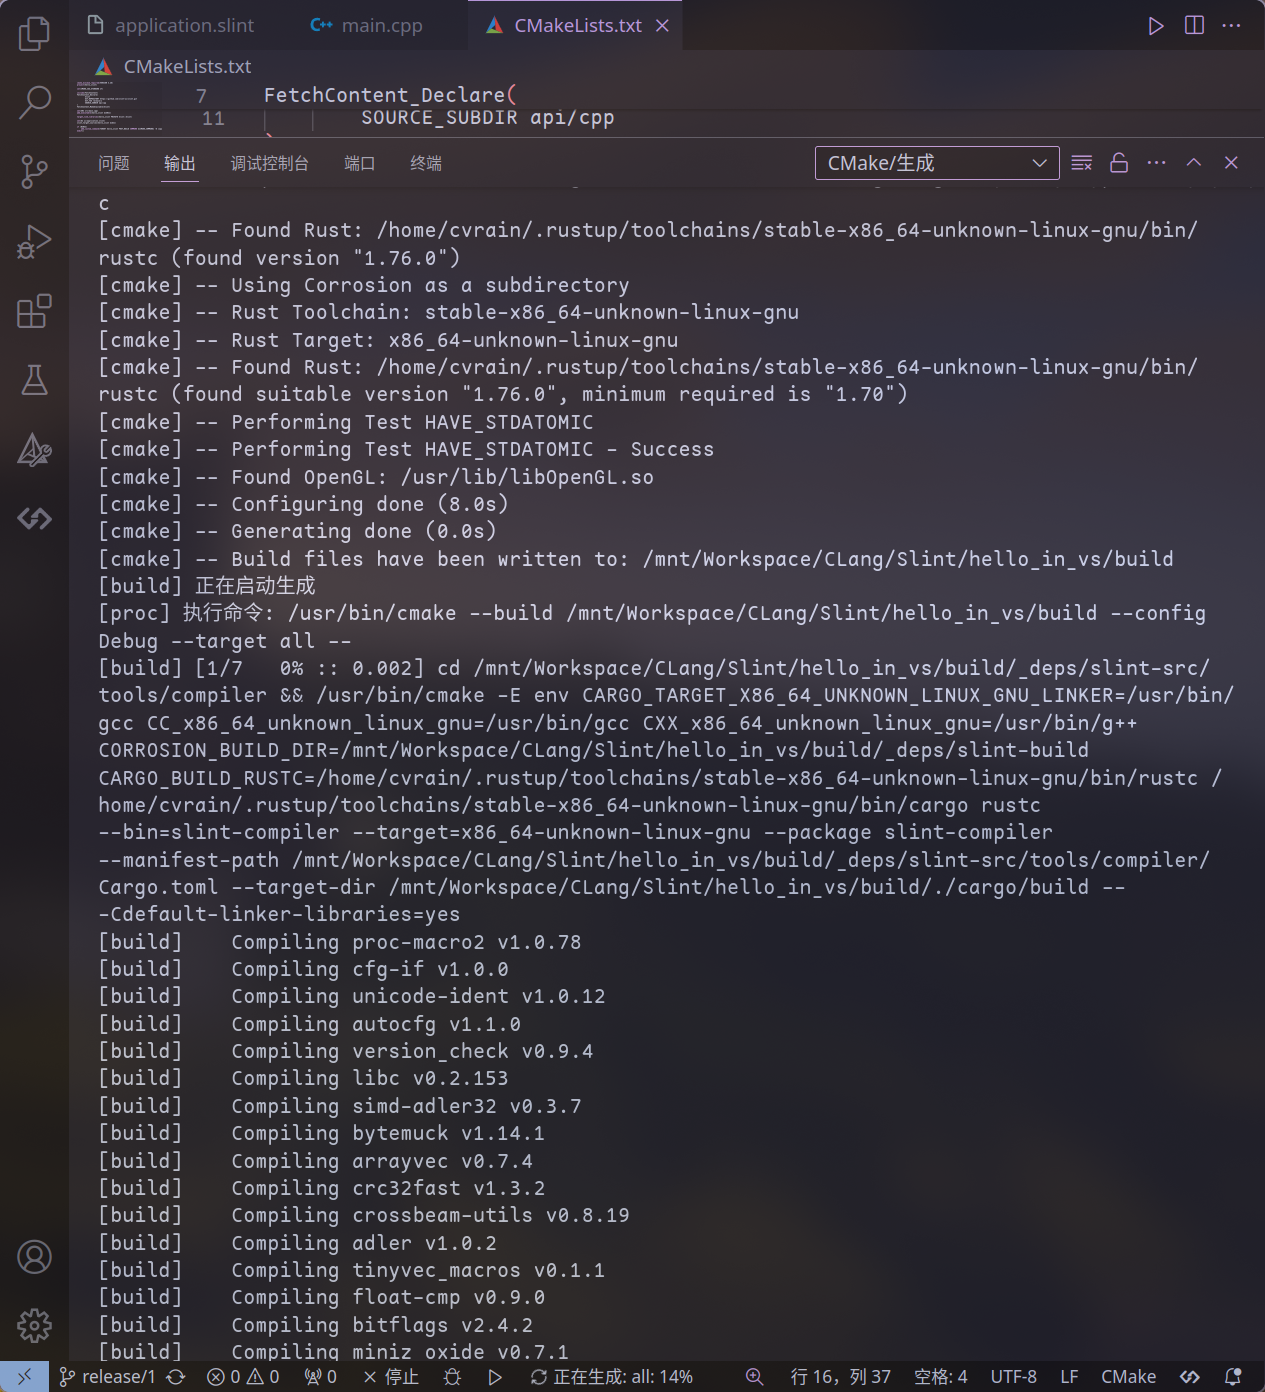 application.slint
main.cpp
CMakeLists.txt
CMakeLists.txt
7 FetchContent_Declare(
11 SOURCE_SUBDIR api/cpp
问题 输出 调试控制台 端口 终端 CMake/生成
c
[cmake] -- Found Rust: /home/cvrain/.rustup/toolchains/stable-x86_64-unknown-linux-gnu/bin/
rustc (found version "1.76.0")
[cmake] -- Using Corrosion as a subdirectory
[cmake] -- Rust Toolchain: stable-x86_64-unknown-linux-gnu
[cmake] -- Rust Target: x86_64-unknown-linux-gnu
[cmake] -- Found Rust: /home/cvrain/.rustup/toolchains/stable-x86_64-unknown-linux-gnu/bin/
rustc (found suitable version "1.76.0", minimum required is "1.70")
[cmake] -- Performing Test HAVE_STDATOMIC
[cmake] -- Performing Test HAVE_STDATOMIC - Success
[cmake] -- Found OpenGL: /usr/lib/libOpenGL.so
[cmake] -- Configuring done (8.0s)
[cmake] -- Generating done (0.0s)
[cmake] -- Build files have been written to: /mnt/Workspace/CLang/Slint/hello_in_vs/build
[build] 正在启动生成
[proc] 执行命令: /usr/bin/cmake --build /mnt/Workspace/CLang/Slint/hello_in_vs/build --config
Debug --target all --
[build] [1/7   0% :: 0.002] cd /mnt/Workspace/CLang/Slint/hello_in_vs/build/_deps/slint-src/
tools/compiler && /usr/bin/cmake -E env CARGO_TARGET_X86_64_UNKNOWN_LINUX_GNU_LINKER=/usr/bin/
gcc CC_x86_64_unknown_linux_gnu=/usr/bin/gcc CXX_x86_64_unknown_linux_gnu=/usr/bin/g++
CORROSION_BUILD_DIR=/mnt/Workspace/CLang/Slint/hello_in_vs/build/_deps/slint-build
CARGO_BUILD_RUSTC=/home/cvrain/.rustup/toolchains/stable-x86_64-unknown-linux-gnu/bin/rustc /
home/cvrain/.rustup/toolchains/stable-x86_64-unknown-linux-gnu/bin/cargo rustc
--bin=slint-compiler --target=x86_64-unknown-linux-gnu --package slint-compiler
--manifest-path /mnt/Workspace/CLang/Slint/hello_in_vs/build/_deps/slint-src/tools/compiler/
Cargo.toml --target-dir /mnt/Workspace/CLang/Slint/hello_in_vs/build/./cargo/build --
-Cdefault-linker-libraries=yes
[build]    Compiling proc-macro2 v1.0.78
[build]    Compiling cfg-if v1.0.0
[build]    Compiling unicode-ident v1.0.12
[build]    Compiling autocfg v1.1.0
[build]    Compiling version_check v0.9.4
[build]    Compiling libc v0.2.153
[build]    Compiling simd-adler32 v0.3.7
[build]    Compiling bytemuck v1.14.1
[build]    Compiling arrayvec v0.7.4
[build]    Compiling crc32fast v1.3.2
[build]    Compiling crossbeam-utils v0.8.19
[build]    Compiling adler v1.0.2
[build]    Compiling tinyvec_macros v0.1.1
[build]    Compiling float-cmp v0.9.0
[build]    Compiling bitflags v2.4.2
[build]    Compiling miniz_oxide v0.7.1
release/1 0 0 0 停止 正在生成: all: 14% 行 16，列 37 空格: 4 UTF-8 LF CMake